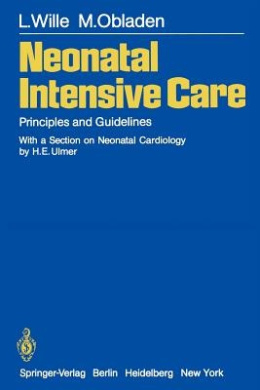 L.Wille M.Obladen
Neonatal
Intensive Care
Principles and Guidelines
With a Section on Neonatal Cardiology
by H.E.Ulmer
Springer-Verlag Berlin Heidelberg New York